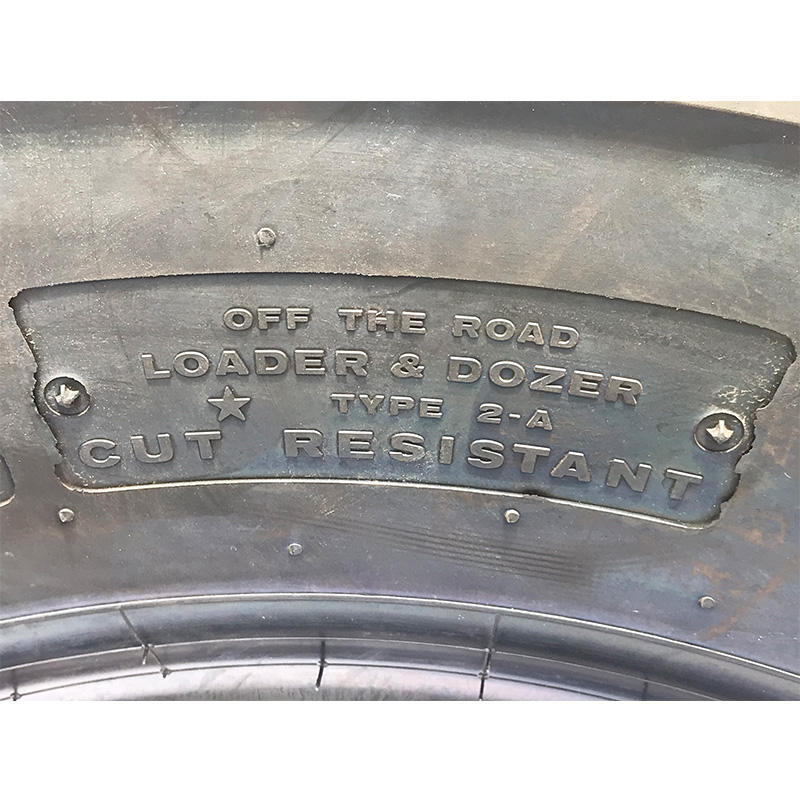 OFF THE ROAD
LOADER & DOZER
★ TYPE 2-A
CUT RESISTANT